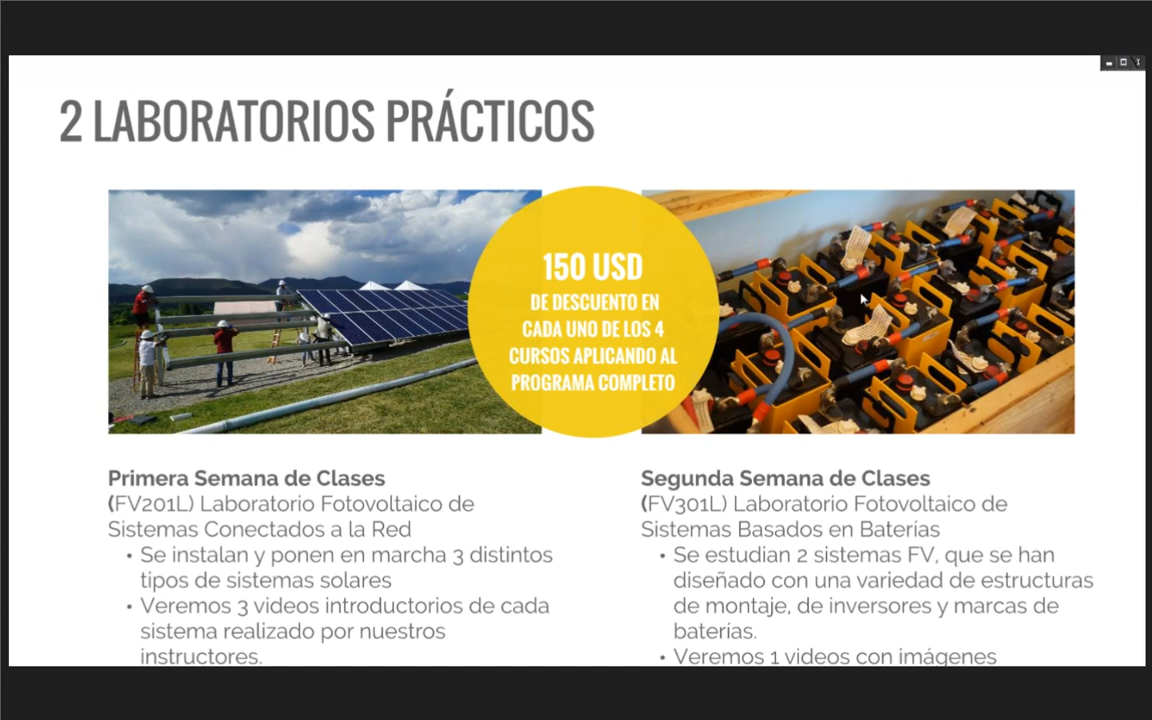 2 LABORATORIOS PRÁCTICOS
150 USD
DE DESCUENTO EN
CADA UNO DE LOS 4
CURSOS APLICANDO AL
PROGRAMA COMPLETO
Primera Semana de Clases
(FV201L) Laboratorio Fotovoltaico de
Sistemas Conectados a la Red
• Se instalan y ponen en marcha 3 distintos
tipos de sistemas solares
• Veremos 3 videos introductorios de cada
sistema realizado por nuestros
instructores.
Segunda Semana de Clases
(FV301L) Laboratorio Fotovoltaico de
Sistemas Basados en Baterías
• Se estudian 2 sistemas FV, que se han
diseñado con una variedad de estructuras
de montaje, de inversores y marcas de
baterías.
• Veremos 1 videos con imágenes